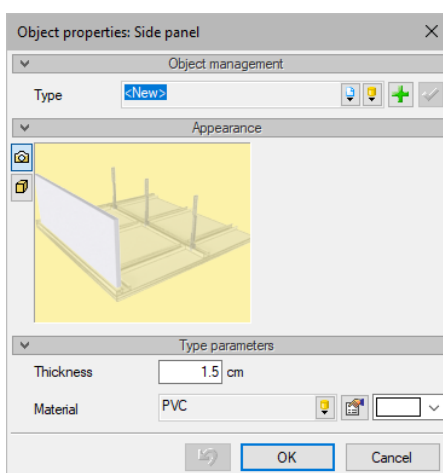 Object properties: Side panel
Object management
Type <New>
Appearance
Type parameters
Thickness 1.5 cm
Material PVC
OK Cancel